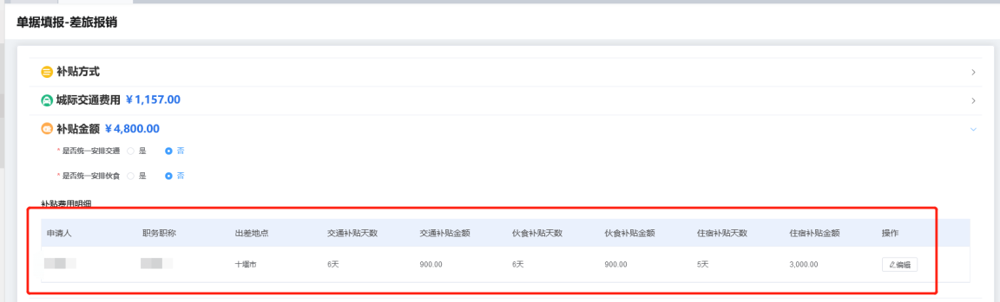 单据填报-差旅报销
补贴方式
城际交通费用 ¥1,157.00
补贴金额 ¥4,800.00
* 是否统一安排交通 是 否
* 是否统一安排伙食 是 否
补贴费用明细
申请人 职务职称 出差地点 交通补贴天数 交通补贴金额 伙食补贴天数 伙食补贴金额 住宿补贴天数 住宿补贴金额 操作
十堰市 6天 900.00 6天 900.00 5天 3,000.00 编辑